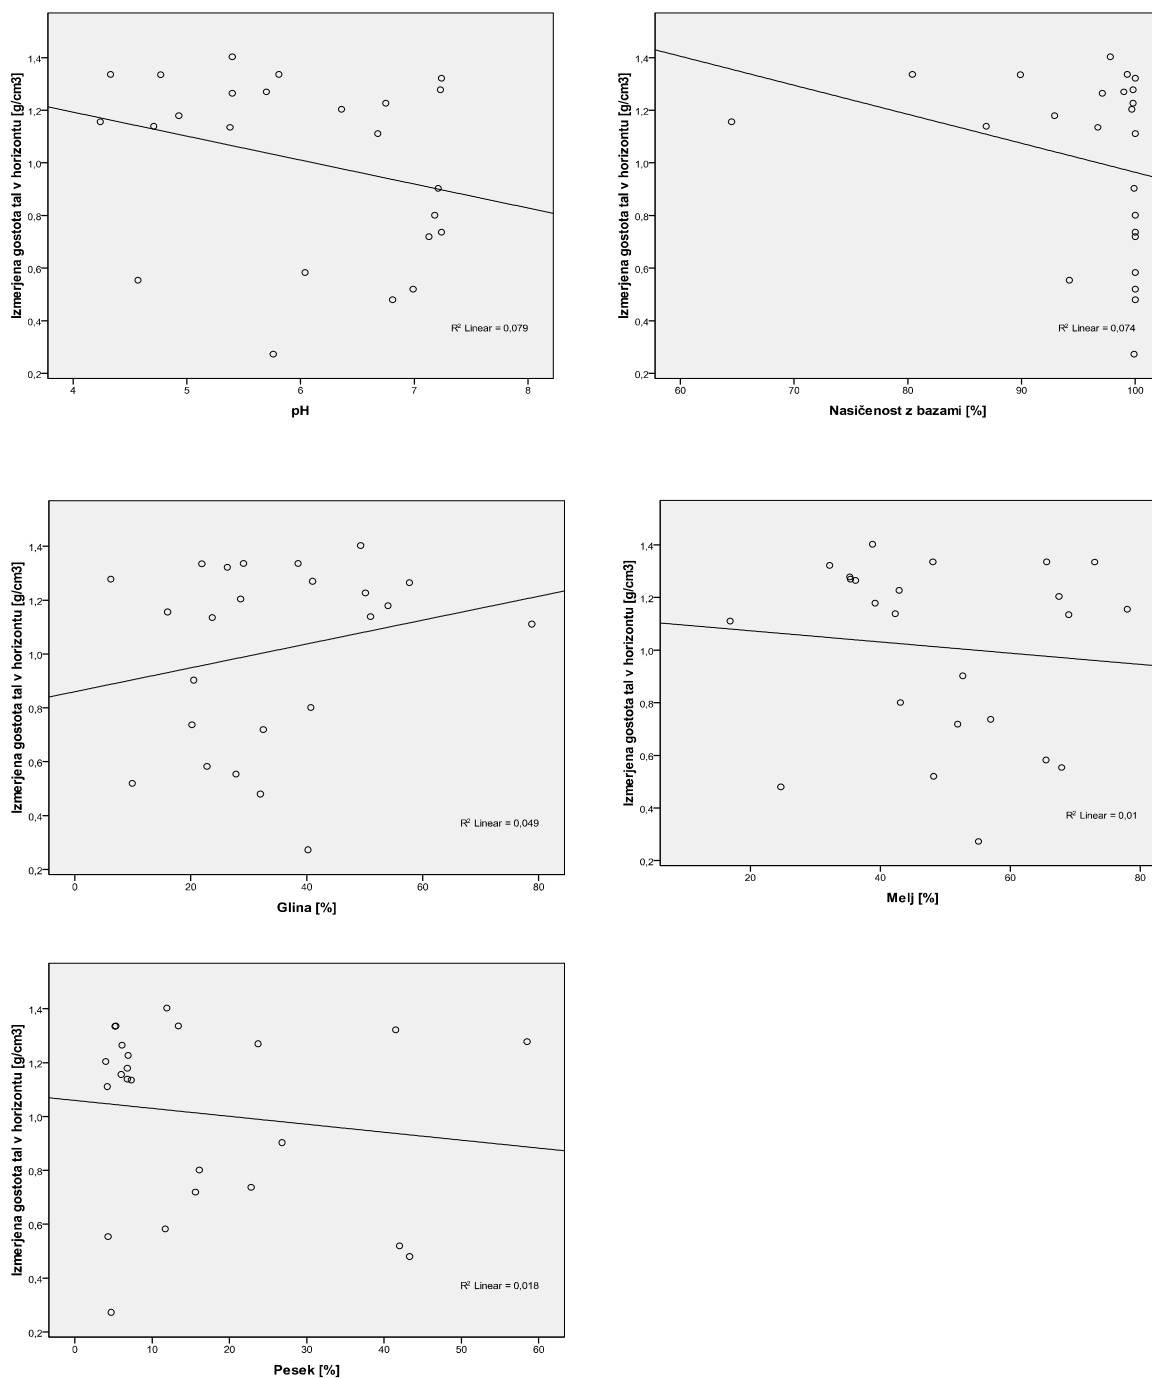 Izmerjena gostota tal v horizontu [g/cm3]
1,4
1,2
1,0
0,8
0,6
0,4
0,2
R² Linear = 0,079
4 5 6 7 8
pH
Izmerjena gostota tal v horizontu [g/cm3]
1,4
1,2
1,0
0,8
0,6
0,4
0,2
R² Linear = 0,074
60 70 80 90 100
Nasičenost z bazami [%]
Izmerjena gostota tal v horizontu [g/cm3]
1,4
1,2
1,0
0,8
0,6
0,4
0,2
R² Linear = 0,049
0 20 40 60 80
Glina [%]
Izmerjena gostota tal v horizontu [g/cm3]
1,4
1,2
1,0
0,8
0,6
0,4
0,2
R² Linear = 0,01
20 40 60 80
Melj [%]
Izmerjena gostota tal v horizontu [g/cm3]
1,4
1,2
1,0
0,8
0,6
0,4
0,2
R² Linear = 0,018
0 10 20 30 40 50 60
Pesek [%]